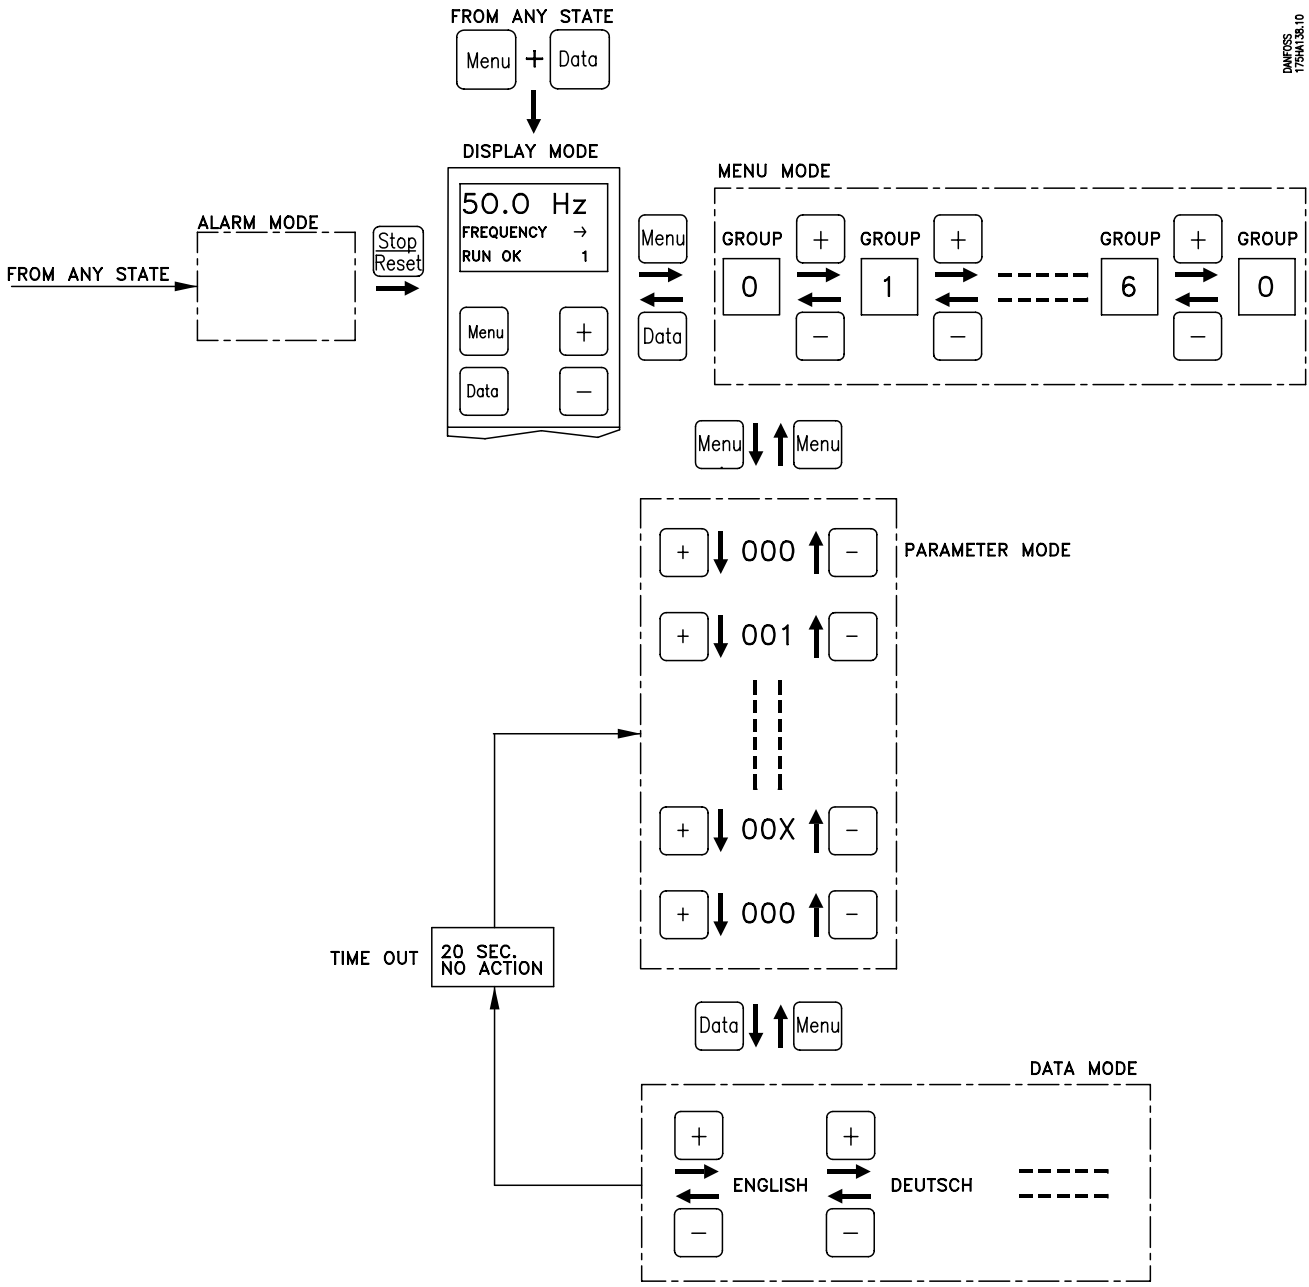 FROM ANY STATE
Menu + Data
DANFOSS
175HA138.10
DISPLAY MODE
50.0 Hz
FREQUENCY →
RUN OK 1
Menu +
Data -
ALARM MODE
FROM ANY STATE
Stop
Reset
Menu
Data
MENU MODE
GROUP + GROUP + GROUP + GROUP
0 1 6 0
- - -
Menu Menu
PARAMETER MODE
+ 000 -
+ 001 -
+ 00X -
+ 000 -
TIME OUT
20 SEC.
NO ACTION
Data Menu
DATA MODE
+ +
ENGLISH DEUTSCH
- -